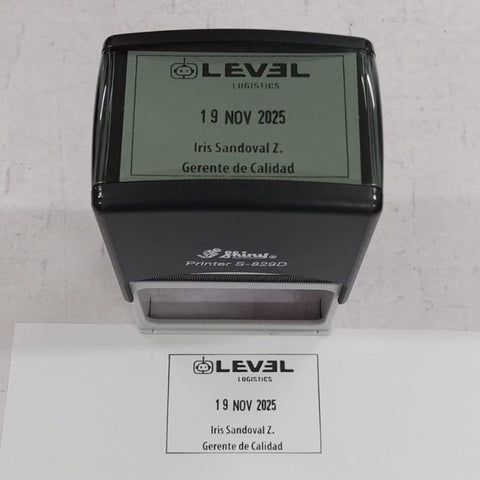 LEVEL
LOGISTICS
19 NOV 2025
Iris Sandoval Z.
Gerente de Calidad
Shiny®
Printer S-829D
LEVEL
LOGISTICS
19 NOV 2025
Iris Sandoval Z.
Gerente de Calidad